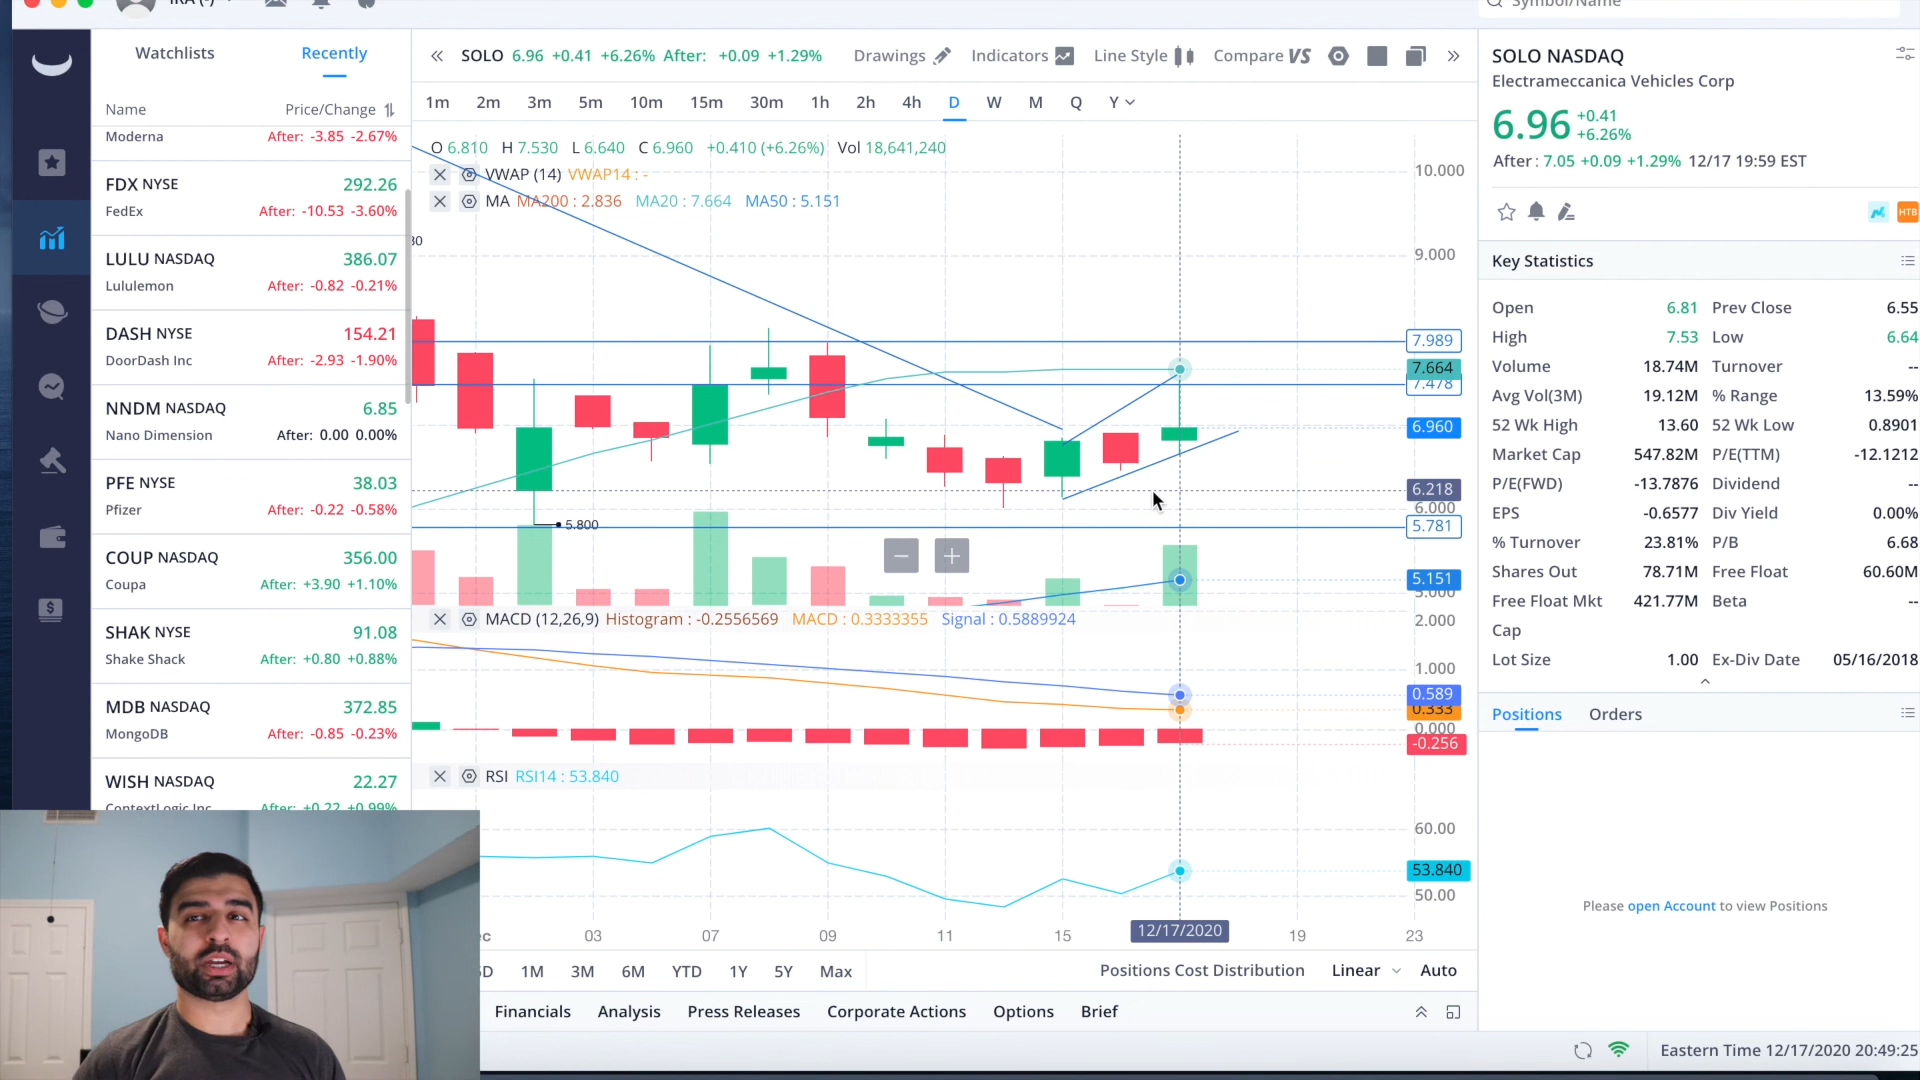 IRA (-)
Symbol/Name
Watchlists Recently
Name Price/Change
Moderna After: -3.85 -2.67%
FDX NYSE 292.26
FedEx After: -10.53 -3.60%
LULU NASDAQ 386.07
Lululemon After: -0.82 -0.21%
DASH NYSE 154.21
DoorDash Inc After: -2.93 -1.90%
NNDM NASDAQ 6.85
Nano Dimension After: 0.00 0.00%
PFE NYSE 38.03
Pfizer After: -0.22 -0.58%
COUP NASDAQ 356.00
Coupa After: +3.90 +1.10%
SHAK NYSE 91.08
Shake Shack After: +0.80 +0.88%
MDB NASDAQ 372.85
MongoDB After: -0.85 -0.23%
WISH NASDAQ 22.27
ContextLogic Inc After: +0.22 +0.99%
SOLO 6.96 +0.41 +6.26% After: +0.09 +1.29% Drawings Indicators Line Style Compare VS
1m 2m 3m 5m 10m 15m 30m 1h 2h 4h D W M Q Y
O 6.810 H 7.530 L 6.640 C 6.960 +0.410 (+6.26%) Vol 18,641,240
VWAP (14) VWAP14 : -
MA MA200 : 2.836 MA20 : 7.664 MA50 : 5.151
10.000
9.000
7.989
7.664
7.478
6.960
6.218
6.000
5.781
5.800
5.151
MACD (12,26,9) Histogram : -0.2556569 MACD : 0.3333355 Signal : 0.5889924
2.000
1.000
0.589
0.333
0.000
-0.256
RSI RSI14 : 53.840
60.00
53.840
50.00
03 07 09 11 15 12/17/2020 19 23
1M 3M 6M YTD 1Y 5Y Max Positions Cost Distribution Linear Auto
Financials Analysis Press Releases Corporate Actions Options Brief
SOLO NASDAQ
Electrameccanica Vehicles Corp
6.96 +0.41
+6.26%
After : 7.05 +0.09 +1.29% 12/17 19:59 EST
HTB
Key Statistics
Open 6.81 Prev Close 6.55
High 7.53 Low 6.64
Volume 18.74M Turnover --
Avg Vol(3M) 19.12M % Range 13.59%
52 Wk High 13.60 52 Wk Low 0.8901
Market Cap 547.82M P/E(TTM) -12.1212
P/E(FWD) -13.7876 Dividend --
EPS -0.6577 Div Yield 0.00%
% Turnover 23.81% P/B 6.68
Shares Out 78.71M Free Float 60.60M
Free Float Mkt Cap 421.77M Beta --
Lot Size 1.00 Ex-Div Date 05/16/2018
Positions Orders
Please open Account to view Positions
Eastern Time 12/17/2020 20:49:25